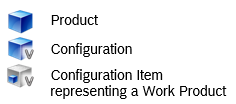 Product
V Configuration
V Configuration Item
representing a Work Product